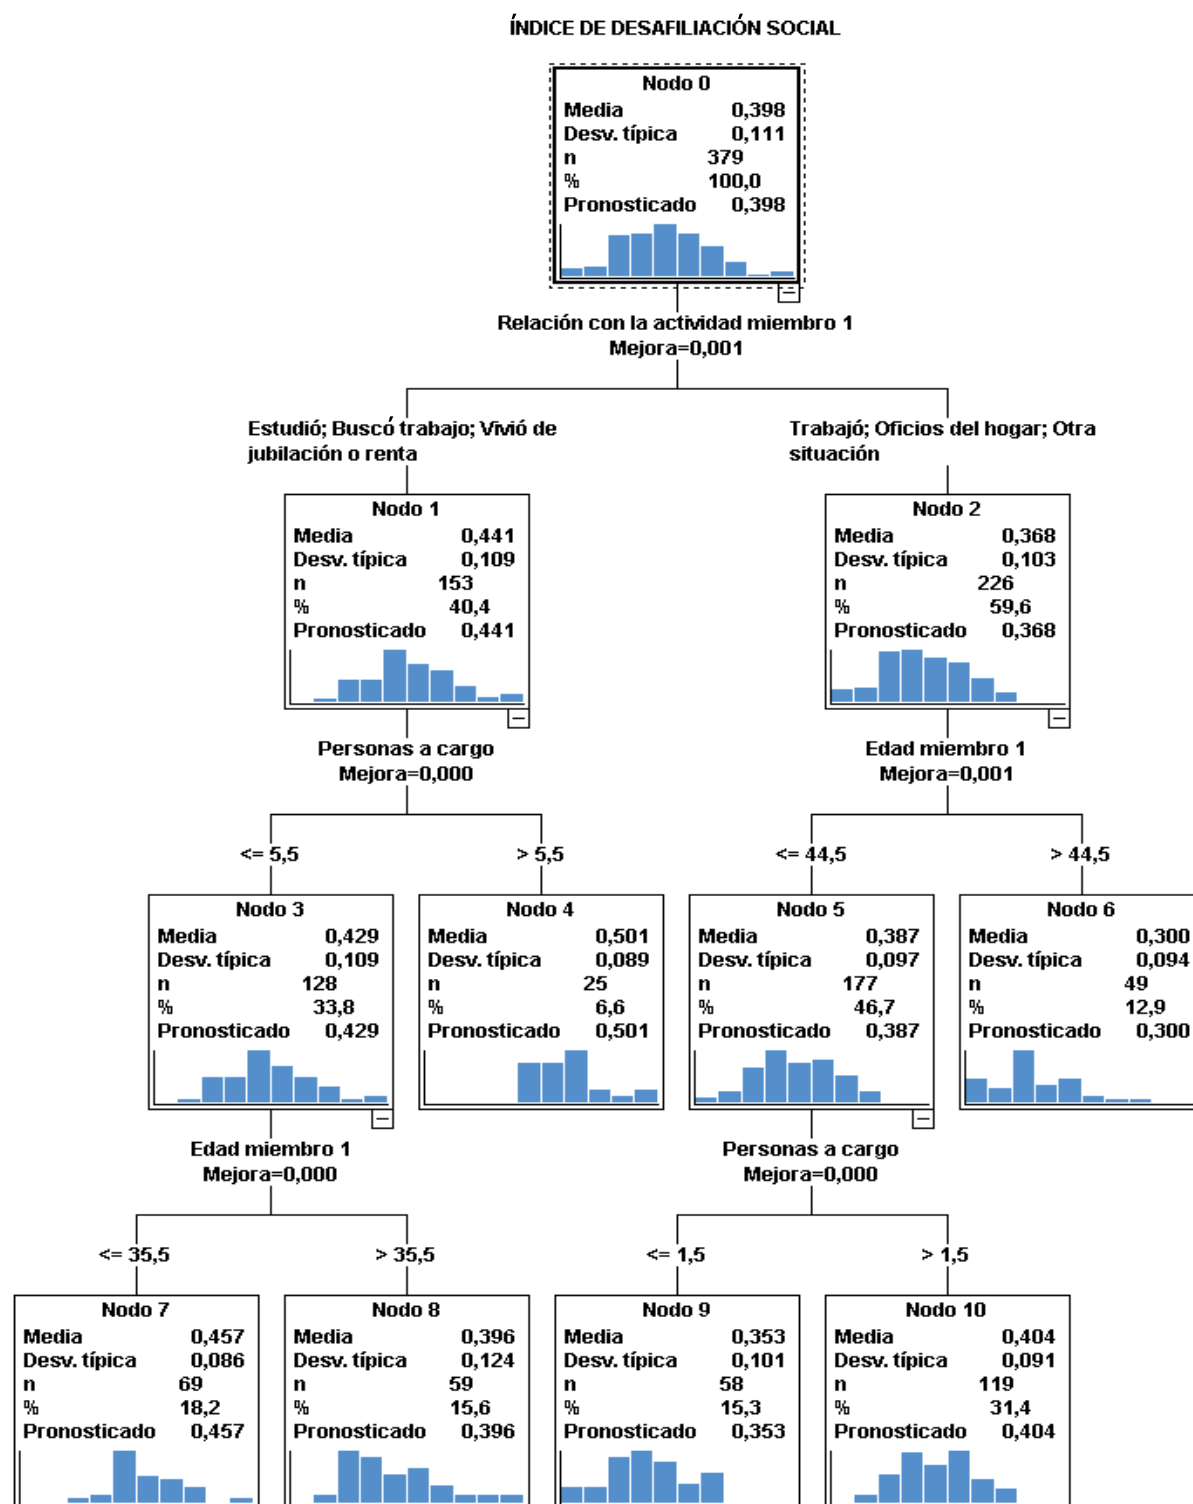 ÍNDICE DE DESAFILIACIÓN SOCIAL
Nodo 0
Media 0,398
Desv. típica 0,111
n 379
% 100,0
Pronosticado 0,398
Relación con la actividad miembro 1
Mejora=0,001
Estudió; Buscó trabajo; Vivió de
jubilación o renta
Trabajó; Oficios del hogar; Otra
situación
Nodo 1
Media 0,441
Desv. típica 0,109
n 153
% 40,4
Pronosticado 0,441
Nodo 2
Media 0,368
Desv. típica 0,103
n 226
% 59,6
Pronosticado 0,368
Personas a cargo
Mejora=0,000
Edad miembro 1
Mejora=0,001
<= 5,5
> 5,5
<= 44,5
> 44,5
Nodo 3
Media 0,429
Desv. típica 0,109
n 128
% 33,8
Pronosticado 0,429
Nodo 4
Media 0,501
Desv. típica 0,089
n 25
% 6,6
Pronosticado 0,501
Nodo 5
Media 0,387
Desv. típica 0,097
n 177
% 46,7
Pronosticado 0,387
Nodo 6
Media 0,300
Desv. típica 0,094
n 49
% 12,9
Pronosticado 0,300
Edad miembro 1
Mejora=0,000
Personas a cargo
Mejora=0,000
<= 35,5
> 35,5
<= 1,5
> 1,5
Nodo 7
Media 0,457
Desv. típica 0,086
n 69
% 18,2
Pronosticado 0,457
Nodo 8
Media 0,396
Desv. típica 0,124
n 59
% 15,6
Pronosticado 0,396
Nodo 9
Media 0,353
Desv. típica 0,101
n 58
% 15,3
Pronosticado 0,353
Nodo 10
Media 0,404
Desv. típica 0,091
n 119
% 31,4
Pronosticado 0,404